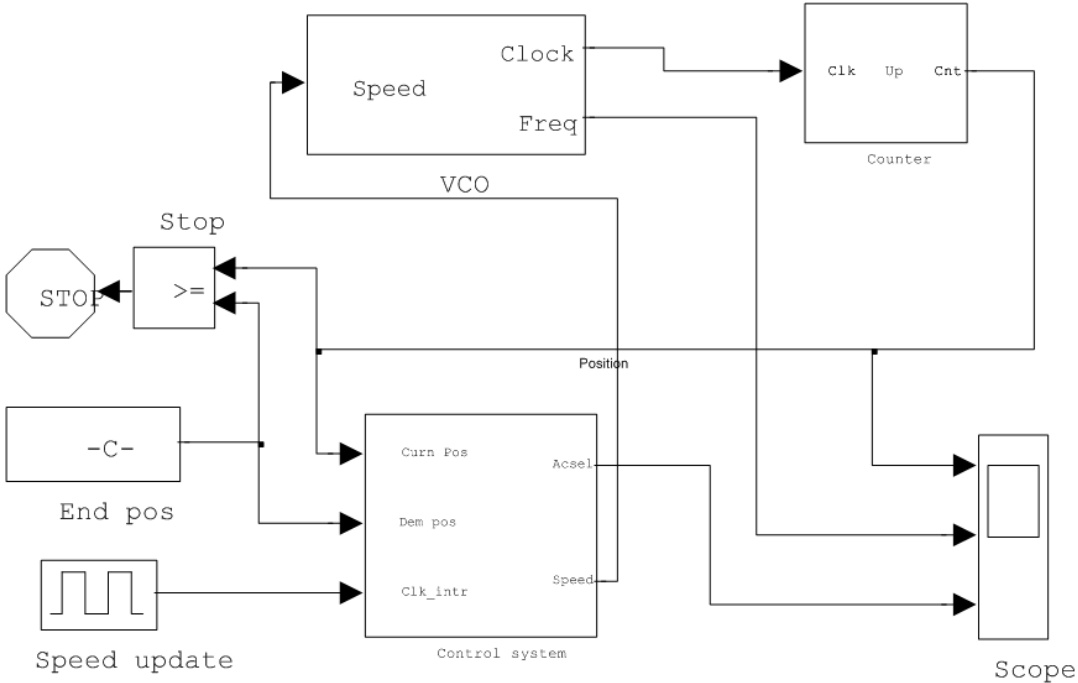 Clock
Speed
Freq
VCO
Clk Up Cnt
Counter
Stop
STOP
>=
Position
-C-
End pos
Curn Pos
Acsel
Dem pos
Speed
Clk_intr
Control system
Speed update
Scope